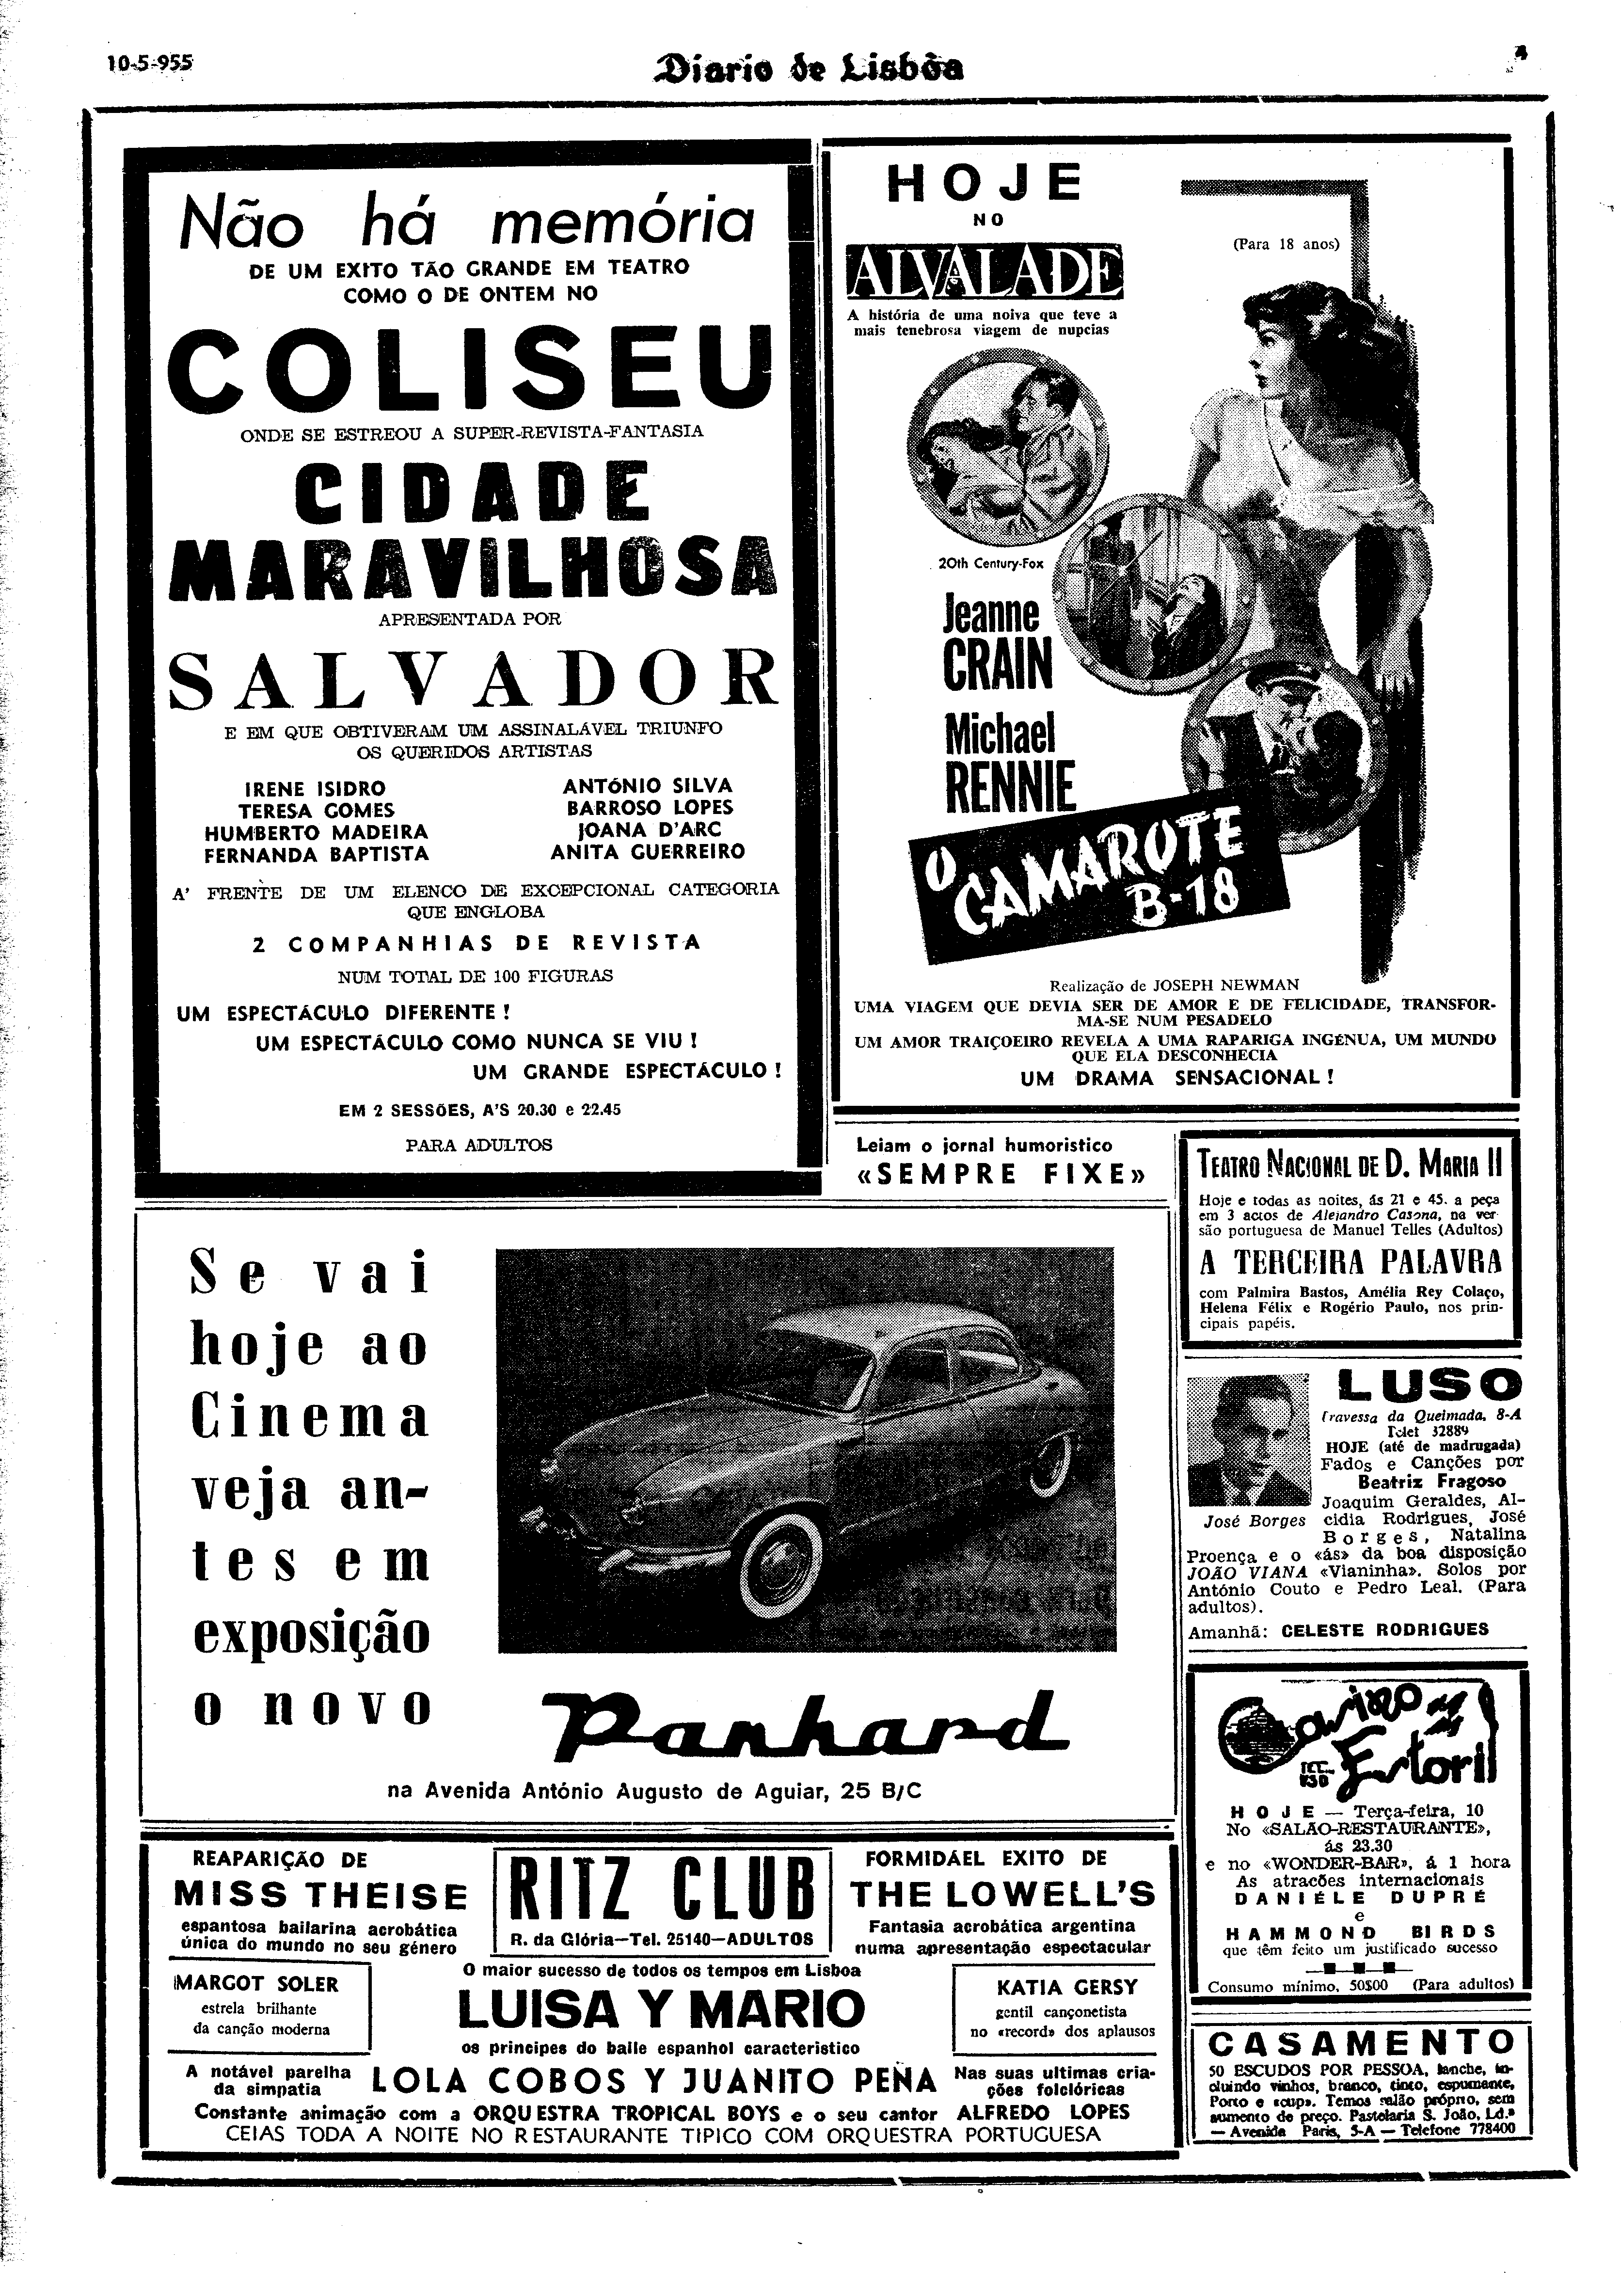 10-5-955
Diario de Lisbôa
4
Não há memória
DE UM EXITO TÃO GRANDE EM TEATRO
COMO O DE ONTEM NO
COLISEU
ONDE SE ESTREOU A SUPER-REVISTA-FANTASIA
CIDADE
MARAVILHOSA
APRESENTADA POR
SALVADOR
E EM QUE OBTIVERAM UM ASSINALÁVEL TRIUNFO
OS QUERIDOS ARTISTAS
IRENE ISIDRO
TERESA GOMES
HUMBERTO MADEIRA
FERNANDA BAPTISTA
ANTÓNIO SILVA
BARROSO LOPES
JOANA D'ARC
ANITA GUERREIRO
A' FRENTE DE UM ELENCO DE EXCEPCIONAL CATEGORIA
QUE ENGLOBA
2 COMPANHIAS DE REVISTA
NUM TOTAL DE 100 FIGURAS
UM ESPECTÁCULO DIFERENTE!
UM ESPECTÁCULO COMO NUNCA SE VIU!
UM GRANDE ESPECTÁCULO!
EM 2 SESSÕES, A'S 20.30 e 22.45
PARA ADULTOS
HOJE
NO
ALVALADE
(Para 18 anos)
A história de uma noiva que teve a
mais tenebrosa viagem de nupcias
20th Century-Fox
Jeanne
CRAIN
Michael
RENNIE
O CAMAROTE
B-18
Realização de JOSEPH NEWMAN
UMA VIAGEM QUE DEVIA SER DE AMOR E DE FELICIDADE, TRANSFOR-
MA-SE NUM PESADELO
UM AMOR TRAIÇOEIRO REVELA A UMA RAPARIGA INGÉNUA, UM MUNDO
QUE ELA DESCONHECIA
UM DRAMA SENSACIONAL!
Leiam o jornal humoristico
«SEMPRE FIXE»
TEATRO NACIONAL DE D. MARIA II
Hoje e todas as noites, ás 21 e 45. a peça
em 3 actos de Alejandro Casona, na ver-
são portuguesa de Manuel Telles (Adultos)
A TERCEIRA PALAVRA
com Palmira Bastos, Amélia Rey Colaço,
Helena Félix e Rogério Paulo, nos prin-
cipais papéis.
Se vai
hoje ao
Cinema
veja an-
tes em
exposição
o novo
Panhard
na Avenida António Augusto de Aguiar, 25 B/C
LUSO
Travessa da Queimada, 8-A
Telef 32889
HOJE (até de madrugada)
Fados e Canções por
Beatriz Fragoso
Joaquim Geraldes, Al-
cidia Rodrigues, José
Borges, Natalina
José Borges
Proença e o «ás» da boa disposição
JOÃO VIANA «Vianinha». Solos por
António Couto e Pedro Leal. (Para
adultos).
Amanhã: CELESTE RODRIGUES
Casino
Estoril
TEL.
HOJE — Terça-feira, 10
No «SALÃO-RESTAURANTE»,
ás 23.30
e no «WONDER-BAR», á 1 hora
As atracões internacionais
DANIÉLE DUPRÉ
e
HAMMOND BIRDS
que têm feito um justificado sucesso
Consumo mínimo, 50$00 (Para adultos)
CASAMENTO
50 ESCUDOS POR PESSOA, lanche, in-
cluindo vinhos, branco, tinto, espumante,
Porto e «cup». Temos salão próprio, sem
aumento de preço. Pastelaria S. João, Ld.ª
— Avenida Paris, 5-A — Telefone 778400
REAPARIÇÃO DE
MISS THEISE
espantosa bailarina acrobática
única do mundo no seu género
RITZ CLUB
R. da Glória—Tel. 25140—ADULTOS
FORMIDÁEL EXITO DE
THE LOWELL'S
Fantasia acrobática argentina
numa apresentação espectacular
MARGOT SOLER
estrela brilhante
da canção moderna
O maior sucesso de todos os tempos em Lisboa
LUISA Y MARIO
os principes do baile espanhol caracteristico
KATIA GERSY
gentil cançonetista
no «record» dos aplausos
A notável parelha
da simpatia
LOLA COBOS Y JUANITO PEÑA
Nas suas ultimas cria-
ções folclóricas
Constante animação com a ORQUESTRA TROPICAL BOYS e o seu cantor ALFREDO LOPES
CEIAS TODA A NOITE NO RESTAURANTE TIPICO COM ORQUESTRA PORTUGUESA